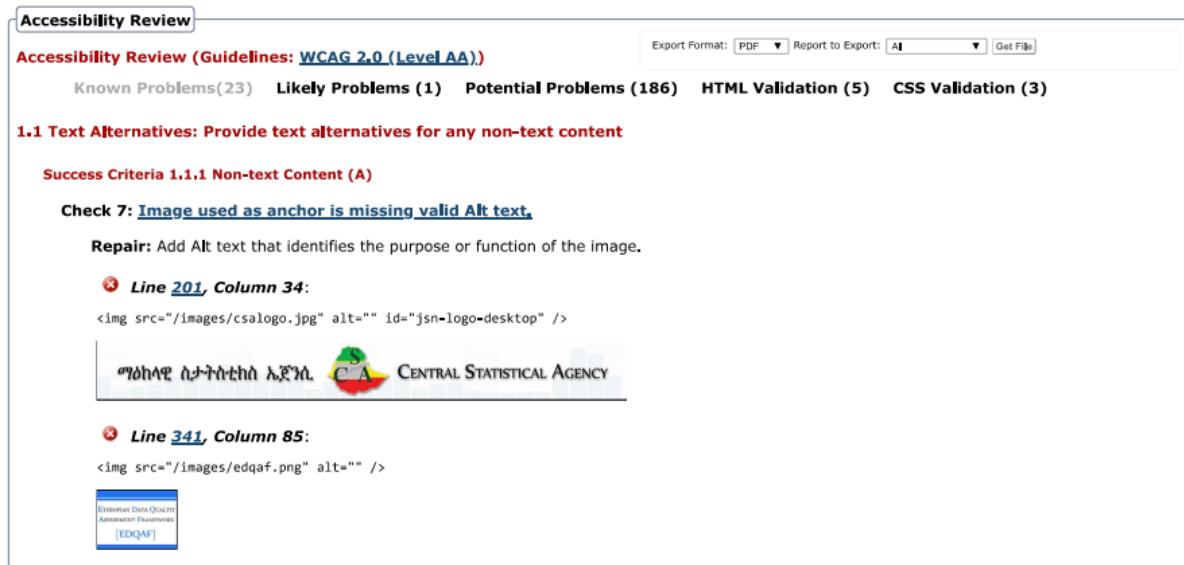 Accessibility Review
Export Format: PDF ▼ Report to Export: All ▼ Get File
Accessibility Review (Guidelines: WCAG 2.0 (Level AA))
Known Problems(23) Likely Problems (1) Potential Problems (186) HTML Validation (5) CSS Validation (3)
1.1 Text Alternatives: Provide text alternatives for any non-text content
Success Criteria 1.1.1 Non-text Content (A)
Check 7: Image used as anchor is missing valid Alt text.
Repair: Add Alt text that identifies the purpose or function of the image.
Line 201, Column 34:
<img src="/images/csalogo.jpg" alt="" id="jsn-logo-desktop" />
ማዕከላዊ ስታትስቲክስ ኤጀንሲ CSA CENTRAL STATISTICAL AGENCY
Line 341, Column 85:
<img src="/images/edqaf.png" alt="" />
ETHIOPIAN DATA QUALITY
ASSESSMENT FRAMEWORK
[EDQAF]